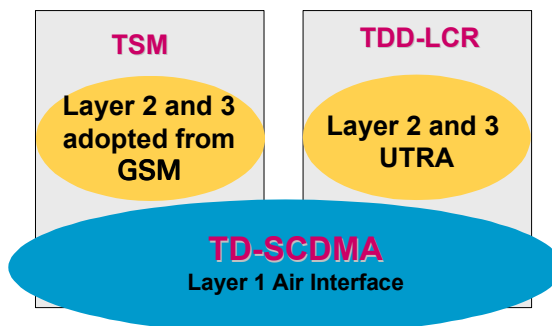 TSM
Layer 2 and 3
adopted from
GSM
TDD-LCR
Layer 2 and 3
UTRA
TD-SCDMA
Layer 1 Air Interface